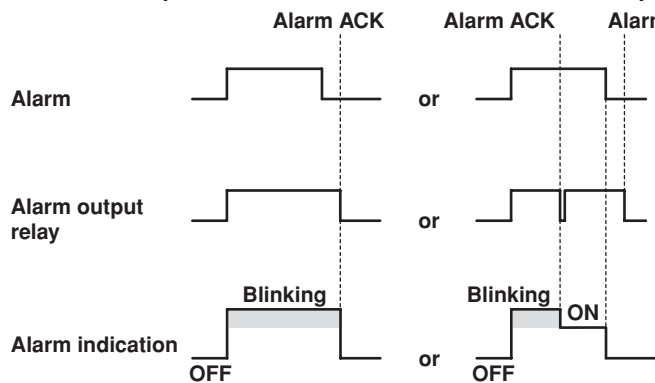 Alarm ACK Alarm ACK
Alarm or
Alarm output
relay or
Blinking Blinking
ON
Alarm indication or
OFF OFF